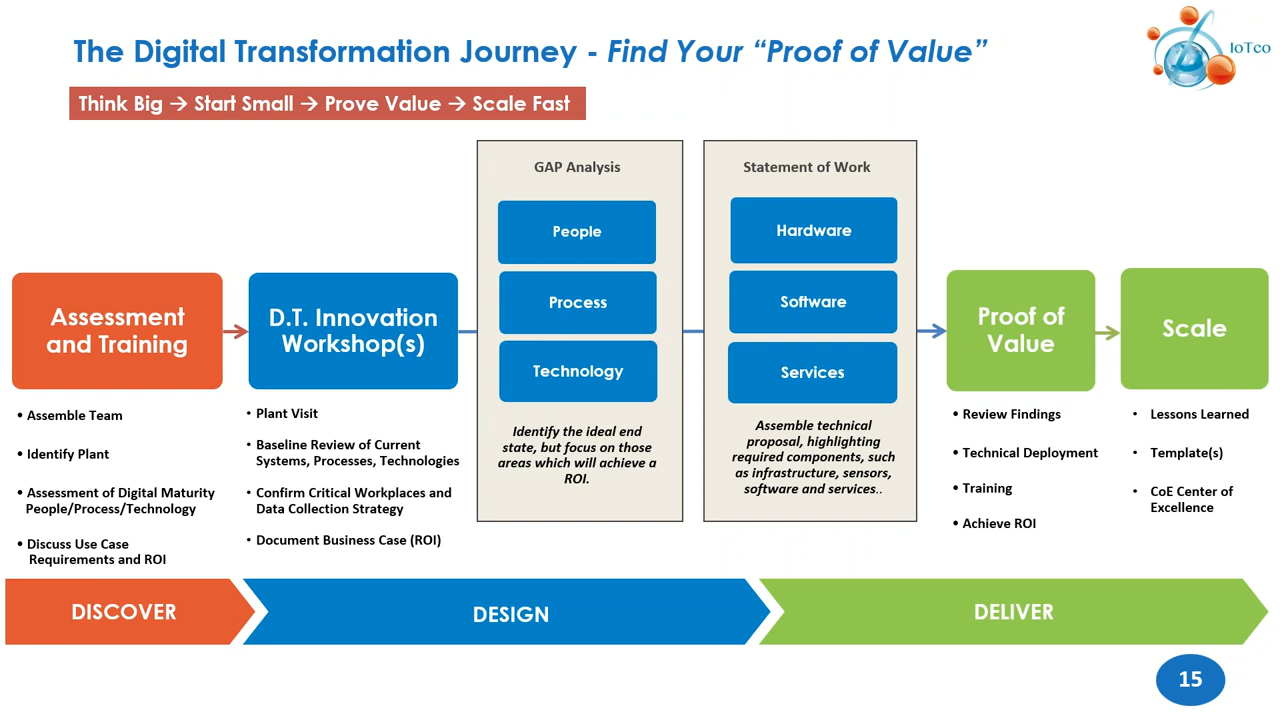 The Digital Transformation Journey - Find Your “Proof of Value”
IoTco
Think Big → Start Small → Prove Value → Scale Fast
GAP Analysis
People
Process
Technology
Identify the ideal end
state, but focus on those
areas which will achieve a
ROI.
Statement of Work
Hardware
Software
Services
Assemble technical
proposal, highlighting
required components, such
as infrastructure, sensors,
software and services..
Assessment
and Training
• Assemble Team
• Identify Plant
• Assessment of Digital Maturity
People/Process/Technology
• Discuss Use Case
Requirements and ROI
D.T. Innovation
Workshop(s)
• Plant Visit
• Baseline Review of Current
Systems, Processes, Technologies
• Confirm Critical Workplaces and
Data Collection Strategy
• Document Business Case (ROI)
Proof of
Value
• Review Findings
• Technical Deployment
• Training
• Achieve ROI
Scale
• Lessons Learned
• Template(s)
• CoE Center of
Excellence
DISCOVER
DESIGN
DELIVER
15